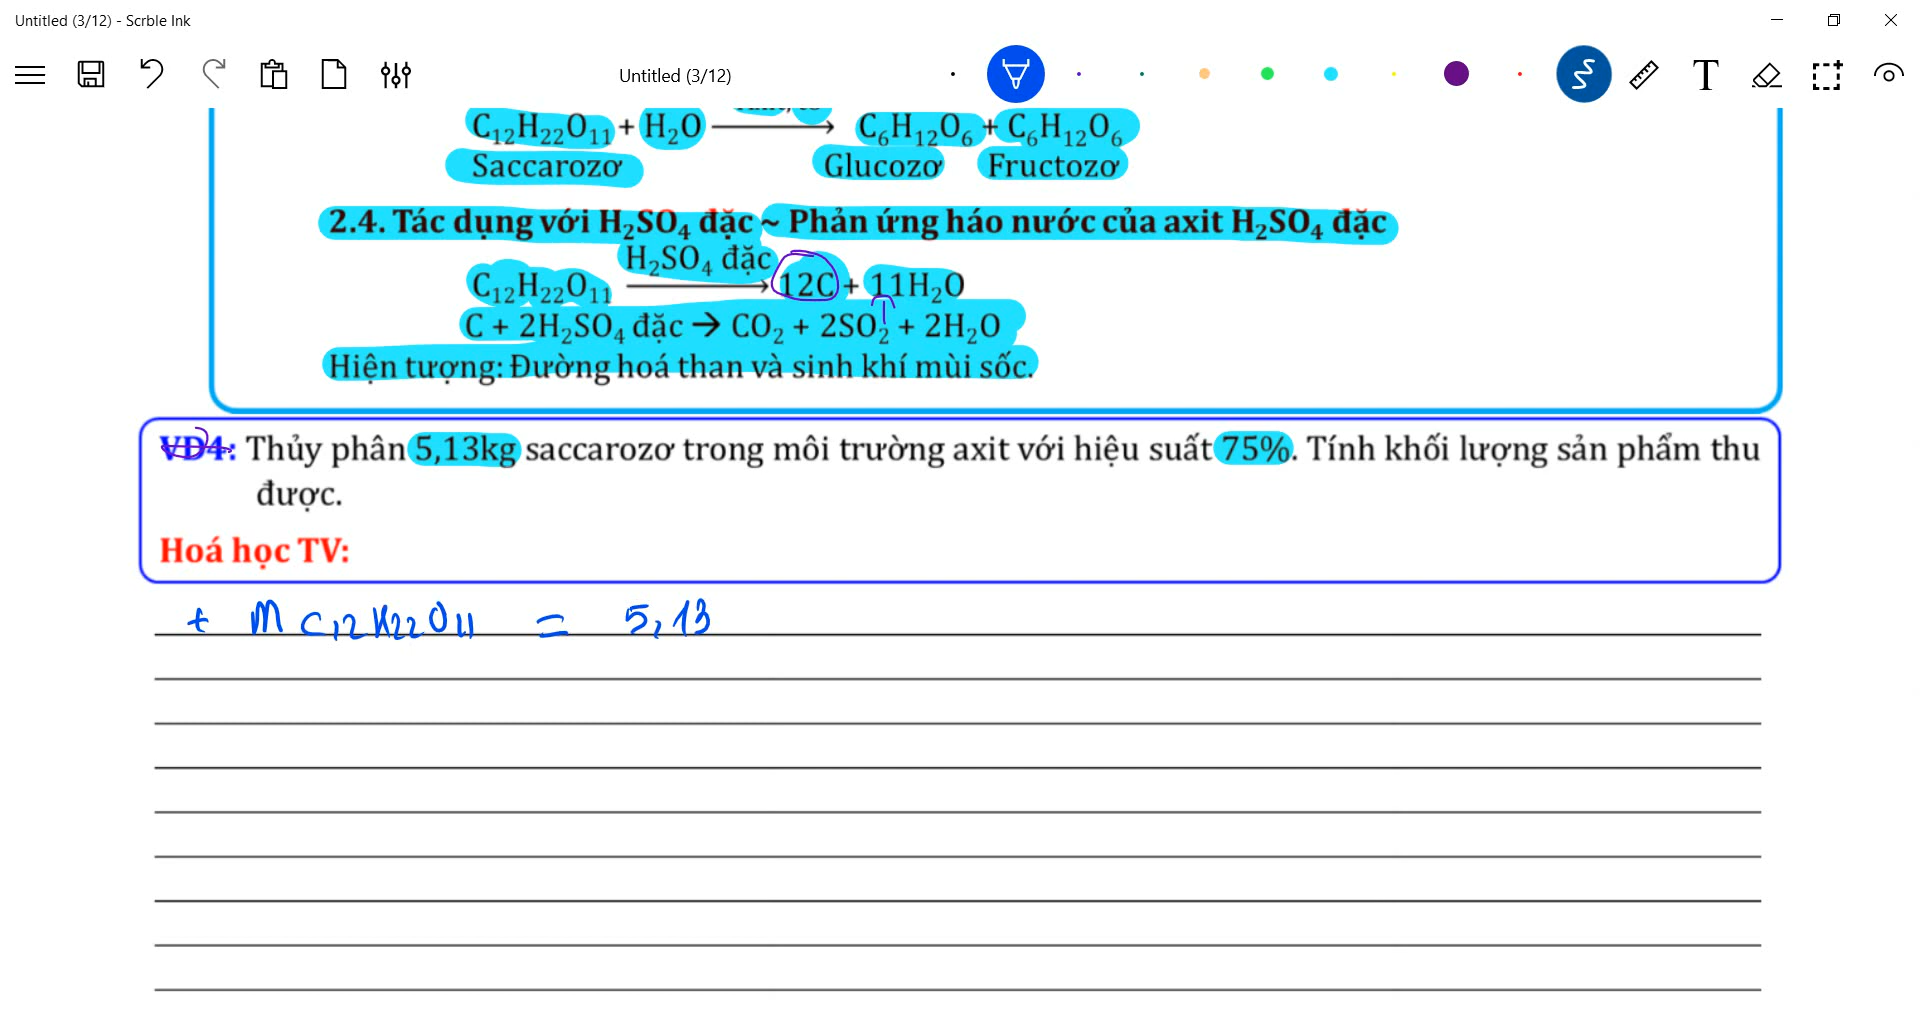 Untitled (3/12) - Scrble Ink
Untitled (3/12)
T
C₁₂H₂₂O₁₁ + H₂O ⟶ C₆H₁₂O₆ + C₆H₁₂O₆
Saccarozơ Glucozơ Fructozơ
2.4. Tác dụng với H₂SO₄ đặc ~ Phản ứng háo nước của axit H₂SO₄ đặc
H₂SO₄ đặc
C₁₂H₂₂O₁₁ ⟶ 12C + 11H₂O
C + 2H₂SO₄ đặc → CO₂ + 2SO₂ + 2H₂O
Hiện tượng: Đường hoá than và sinh khí mùi sốc.
VD4: Thủy phân 5,13kg saccarozơ trong môi trường axit với hiệu suất 75%. Tính khối lượng sản phẩm thu
được.
Hoá học TV:
+ m C₁₂H₂₂O₁₁ = 5,13